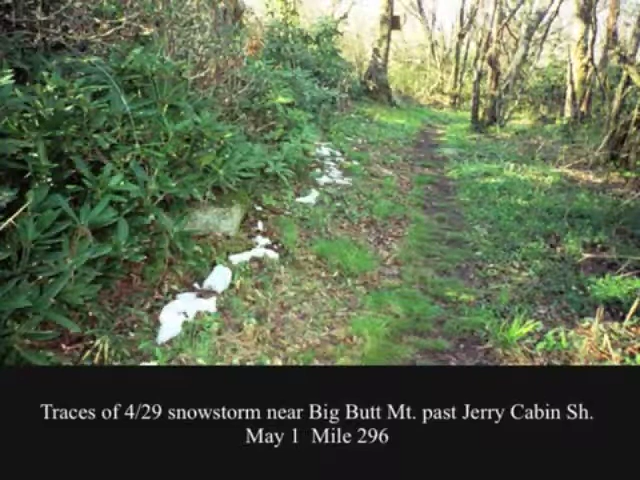 Traces of 4/29 snowstorm near Big Butt Mt. past Jerry Cabin Sh.
May 1  Mile 296